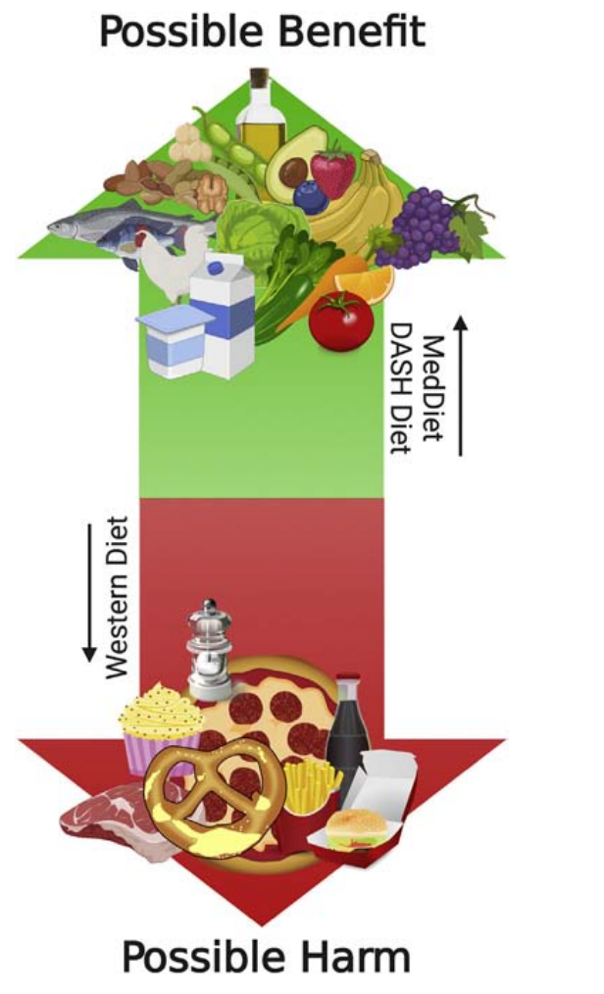 Possible Benefit
MedDiet
DASH Diet
Western Diet
Possible Harm